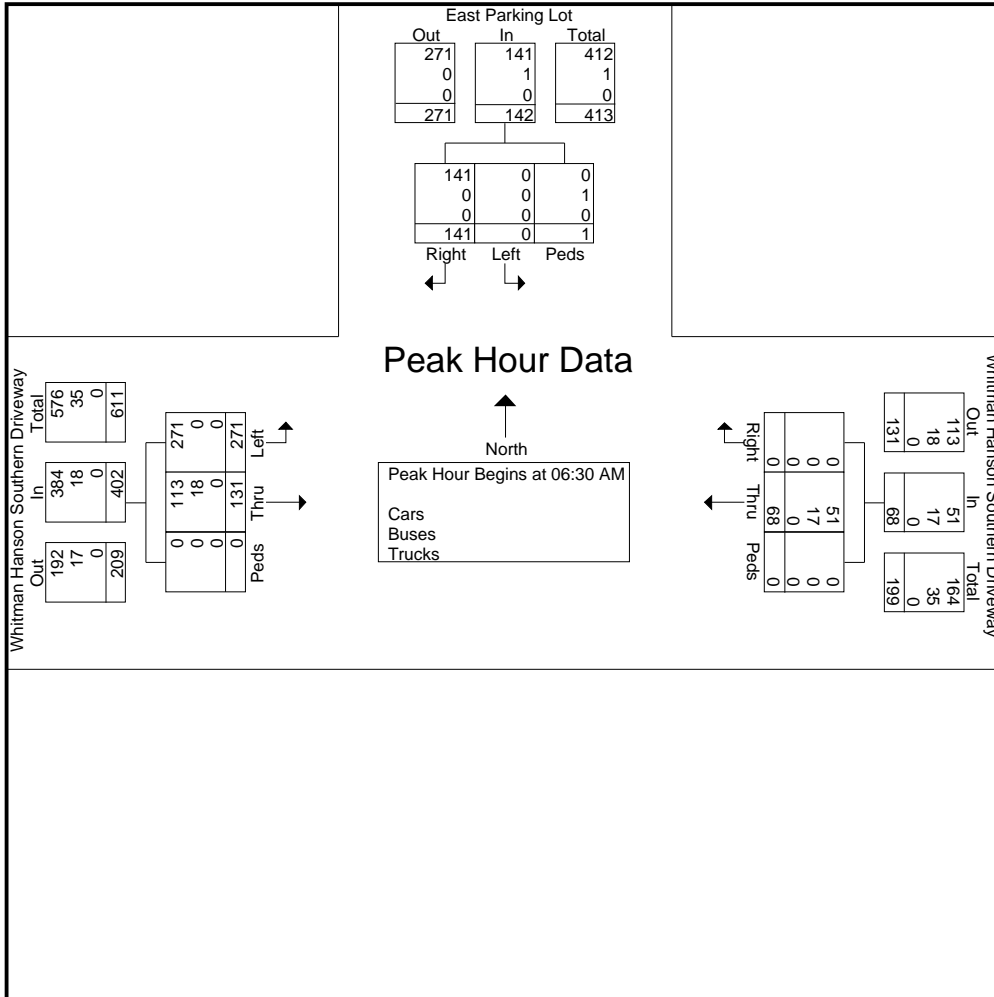 East Parking Lot
Out In Total
271 141 412
0 1 1
0 0 0
271 142 413
141 0 0
0 0 1
0 0 0
141 0 1
Right Left Peds
Peak Hour Data
North
Peak Hour Begins at 06:30 AM
Cars
Buses
Trucks
Whitman Hanson Southern Driveway
Out In Total
192 384 576
17 18 35
0 0 0
209 402 611
Peds Thru Left
0 113 271
0 18 0
0 0 0
0 131 271
Whitman Hanson Southern Driveway
Out In Total
113 51 164
18 17 35
0 0 0
131 68 199
0 51 0
0 17 0
0 0 0
0 68 0
Right Thru Peds